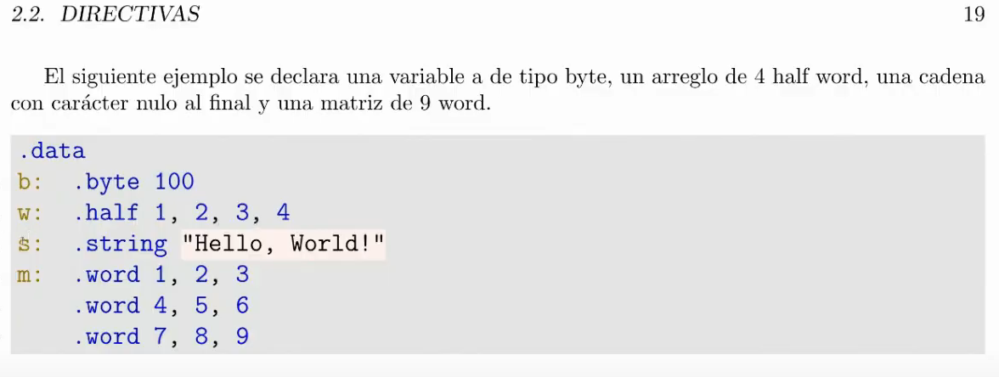 2.2. DIRECTIVAS 19
El siguiente ejemplo se declara una variable a de tipo byte, un arreglo de 4 half word, una cadena
con carácter nulo al final y una matriz de 9 word.
.data
b: .byte 100
w: .half 1, 2, 3, 4
s: .string "Hello, World!"
m: .word 1, 2, 3
.word 4, 5, 6
.word 7, 8, 9